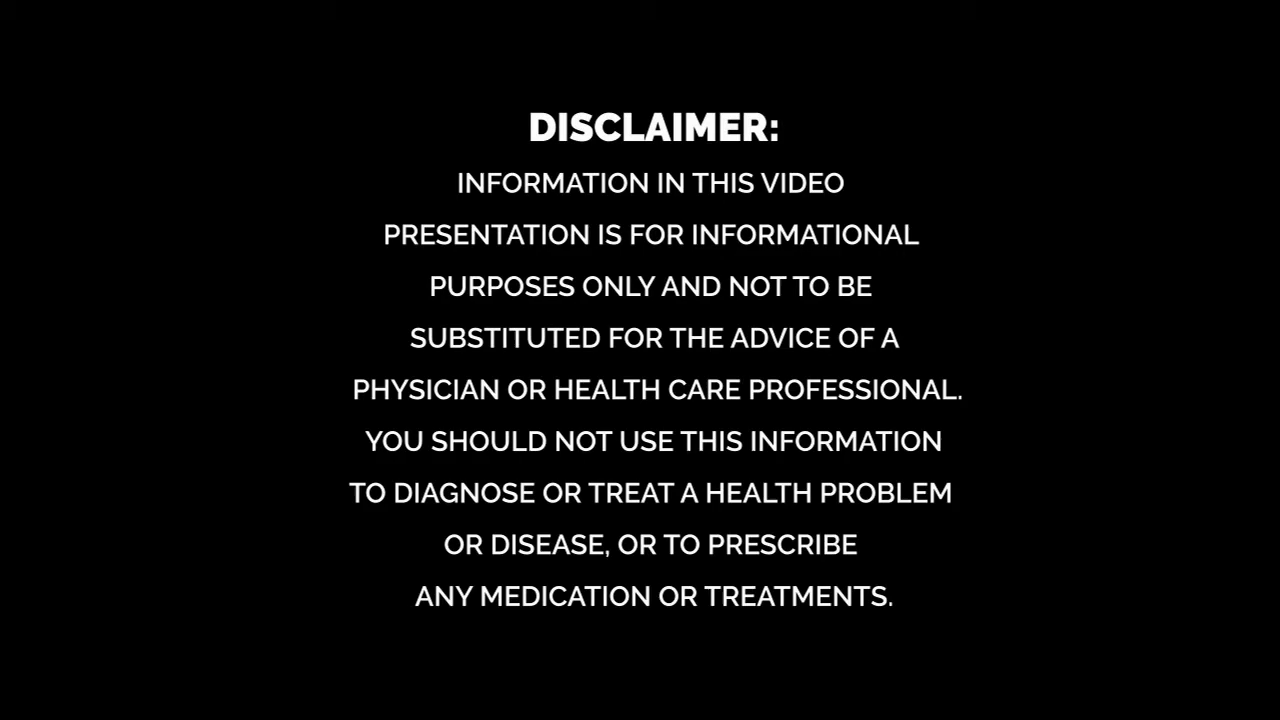 DISCLAIMER:
INFORMATION IN THIS VIDEO
PRESENTATION IS FOR INFORMATIONAL
PURPOSES ONLY AND NOT TO BE
SUBSTITUTED FOR THE ADVICE OF A
PHYSICIAN OR HEALTH CARE PROFESSIONAL.
YOU SHOULD NOT USE THIS INFORMATION
TO DIAGNOSE OR TREAT A HEALTH PROBLEM
OR DISEASE, OR TO PRESCRIBE
ANY MEDICATION OR TREATMENTS.